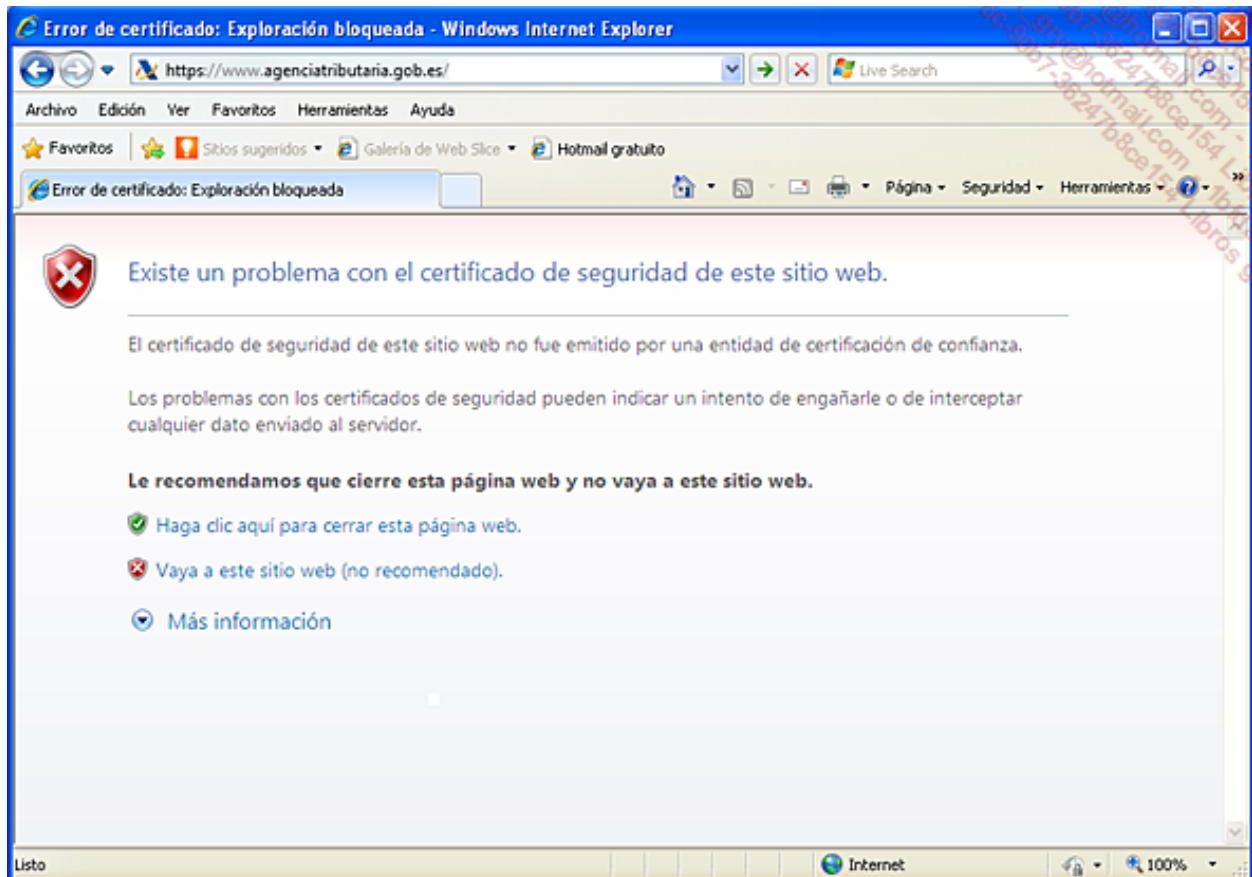 Error de certificado: Exploración bloqueada - Windows Internet Explorer
https://www.agenciatributaria.gob.es/
Live Search
Archivo Edición Ver Favoritos Herramientas Ayuda
Favoritos Sitios sugeridos Galería de Web Slice Hotmail gratuito
Error de certificado: Exploración bloqueada Página Seguridad Herramientas
Existe un problema con el certificado de seguridad de este sitio web.
El certificado de seguridad de este sitio web no fue emitido por una entidad de certificación de confianza.
Los problemas con los certificados de seguridad pueden indicar un intento de engañarle o de interceptar
cualquier dato enviado al servidor.
Le recomendamos que cierre esta página web y no vaya a este sitio web.
Haga clic aquí para cerrar esta página web.
Vaya a este sitio web (no recomendado).
Más información
Listo Internet 100%